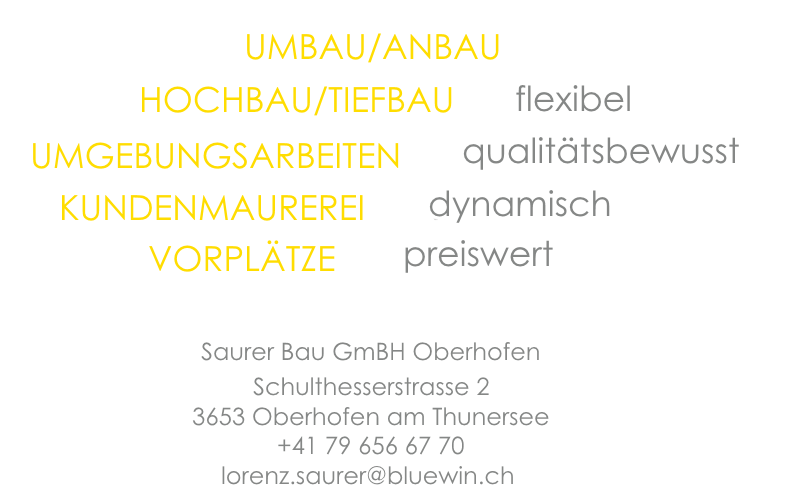 UMBAU/ANBAU
HOCHBAU/TIEFBAU flexibel
UMGEBUNGSARBEITEN qualitätsbewusst
KUNDENMAUREREI dynamisch
VORPLÄTZE preiswert
Saurer Bau GmBH Oberhofen
Schulthesserstrasse 2
3653 Oberhofen am Thunersee
+41 79 656 67 70
lorenz.saurer@bluewin.ch